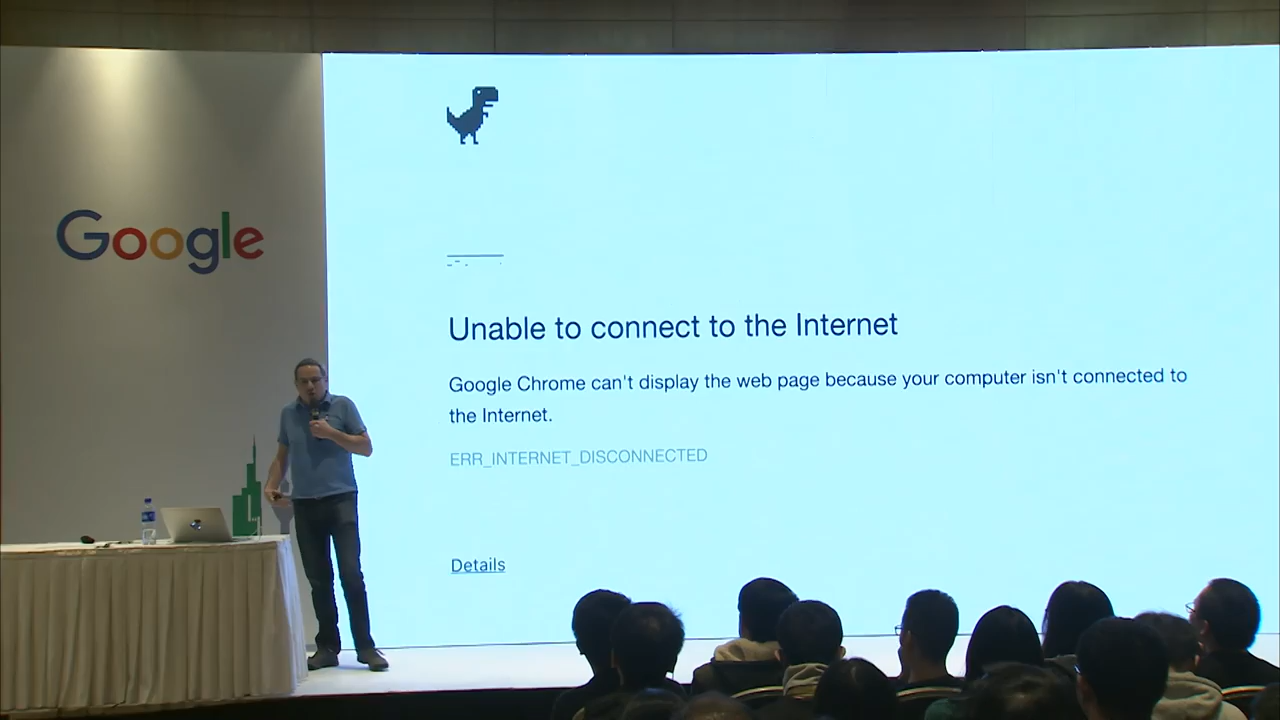 Google
Unable to connect to the Internet
Google Chrome can't display the web page because your computer isn't connected to
the Internet.
ERR_INTERNET_DISCONNECTED
Details